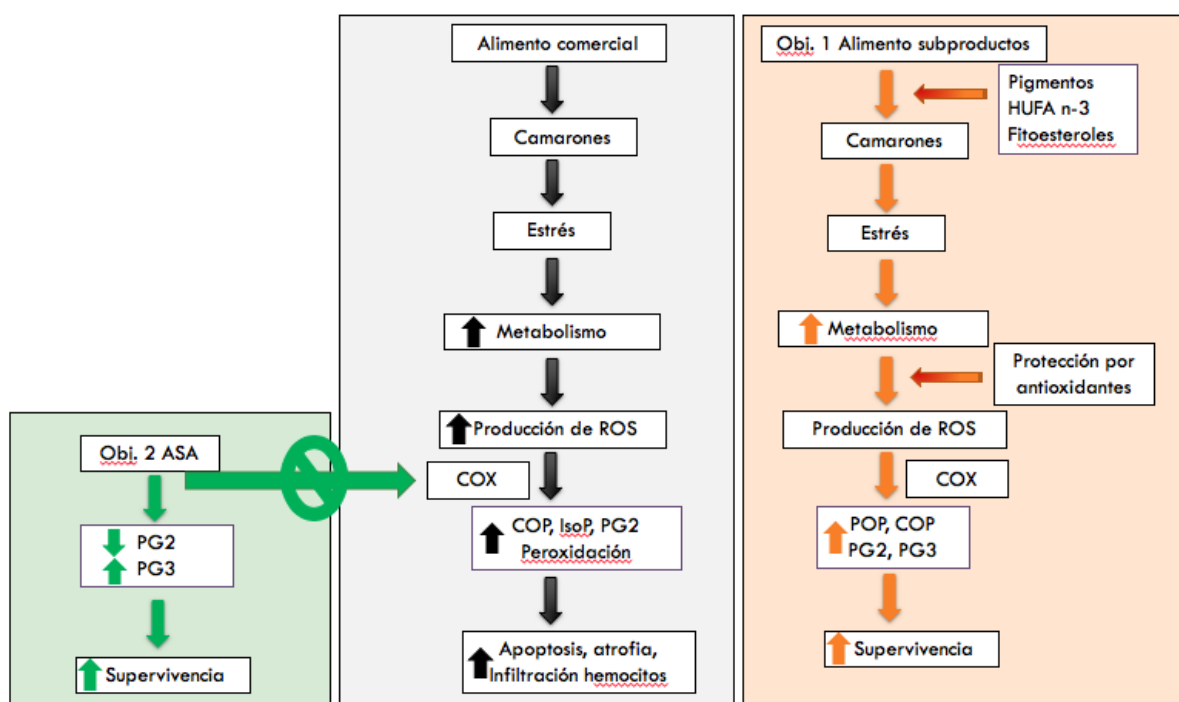 Alimento comercial
Camarones
Estrés
Metabolismo
Producción de ROS
COX
COP, IsoP, PG2
Peroxidación
Apoptosis, atrofia,
Infiltración hemocitos
Obj. 1 Alimento subproductos
Pigmentos
HUFA n-3
Fitoesteroles
Camarones
Estrés
Metabolismo
Protección por
antioxidantes
Producción de ROS
COX
POP, COP
PG2, PG3
Supervivencia
Obj. 2 ASA
PG2
PG3
Supervivencia